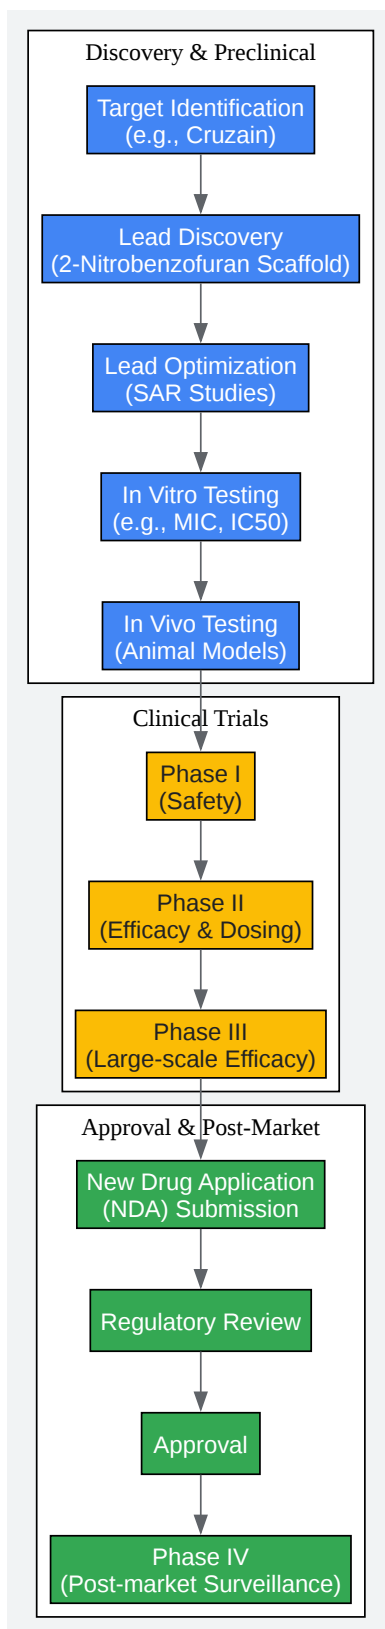 Discovery & Preclinical
Target Identification
(e.g., Cruzain)
Lead Discovery
(2-Nitrobenzofuran Scaffold)
Lead Optimization
(SAR Studies)
In Vitro Testing
(e.g., MIC, IC50)
In Vivo Testing
(Animal Models)
Clinical Trials
Phase I
(Safety)
Phase II
(Efficacy & Dosing)
Phase III
(Large-scale Efficacy)
Approval & Post-Market
New Drug Application
(NDA) Submission
Regulatory Review
Approval
Phase IV
(Post-market Surveillance)